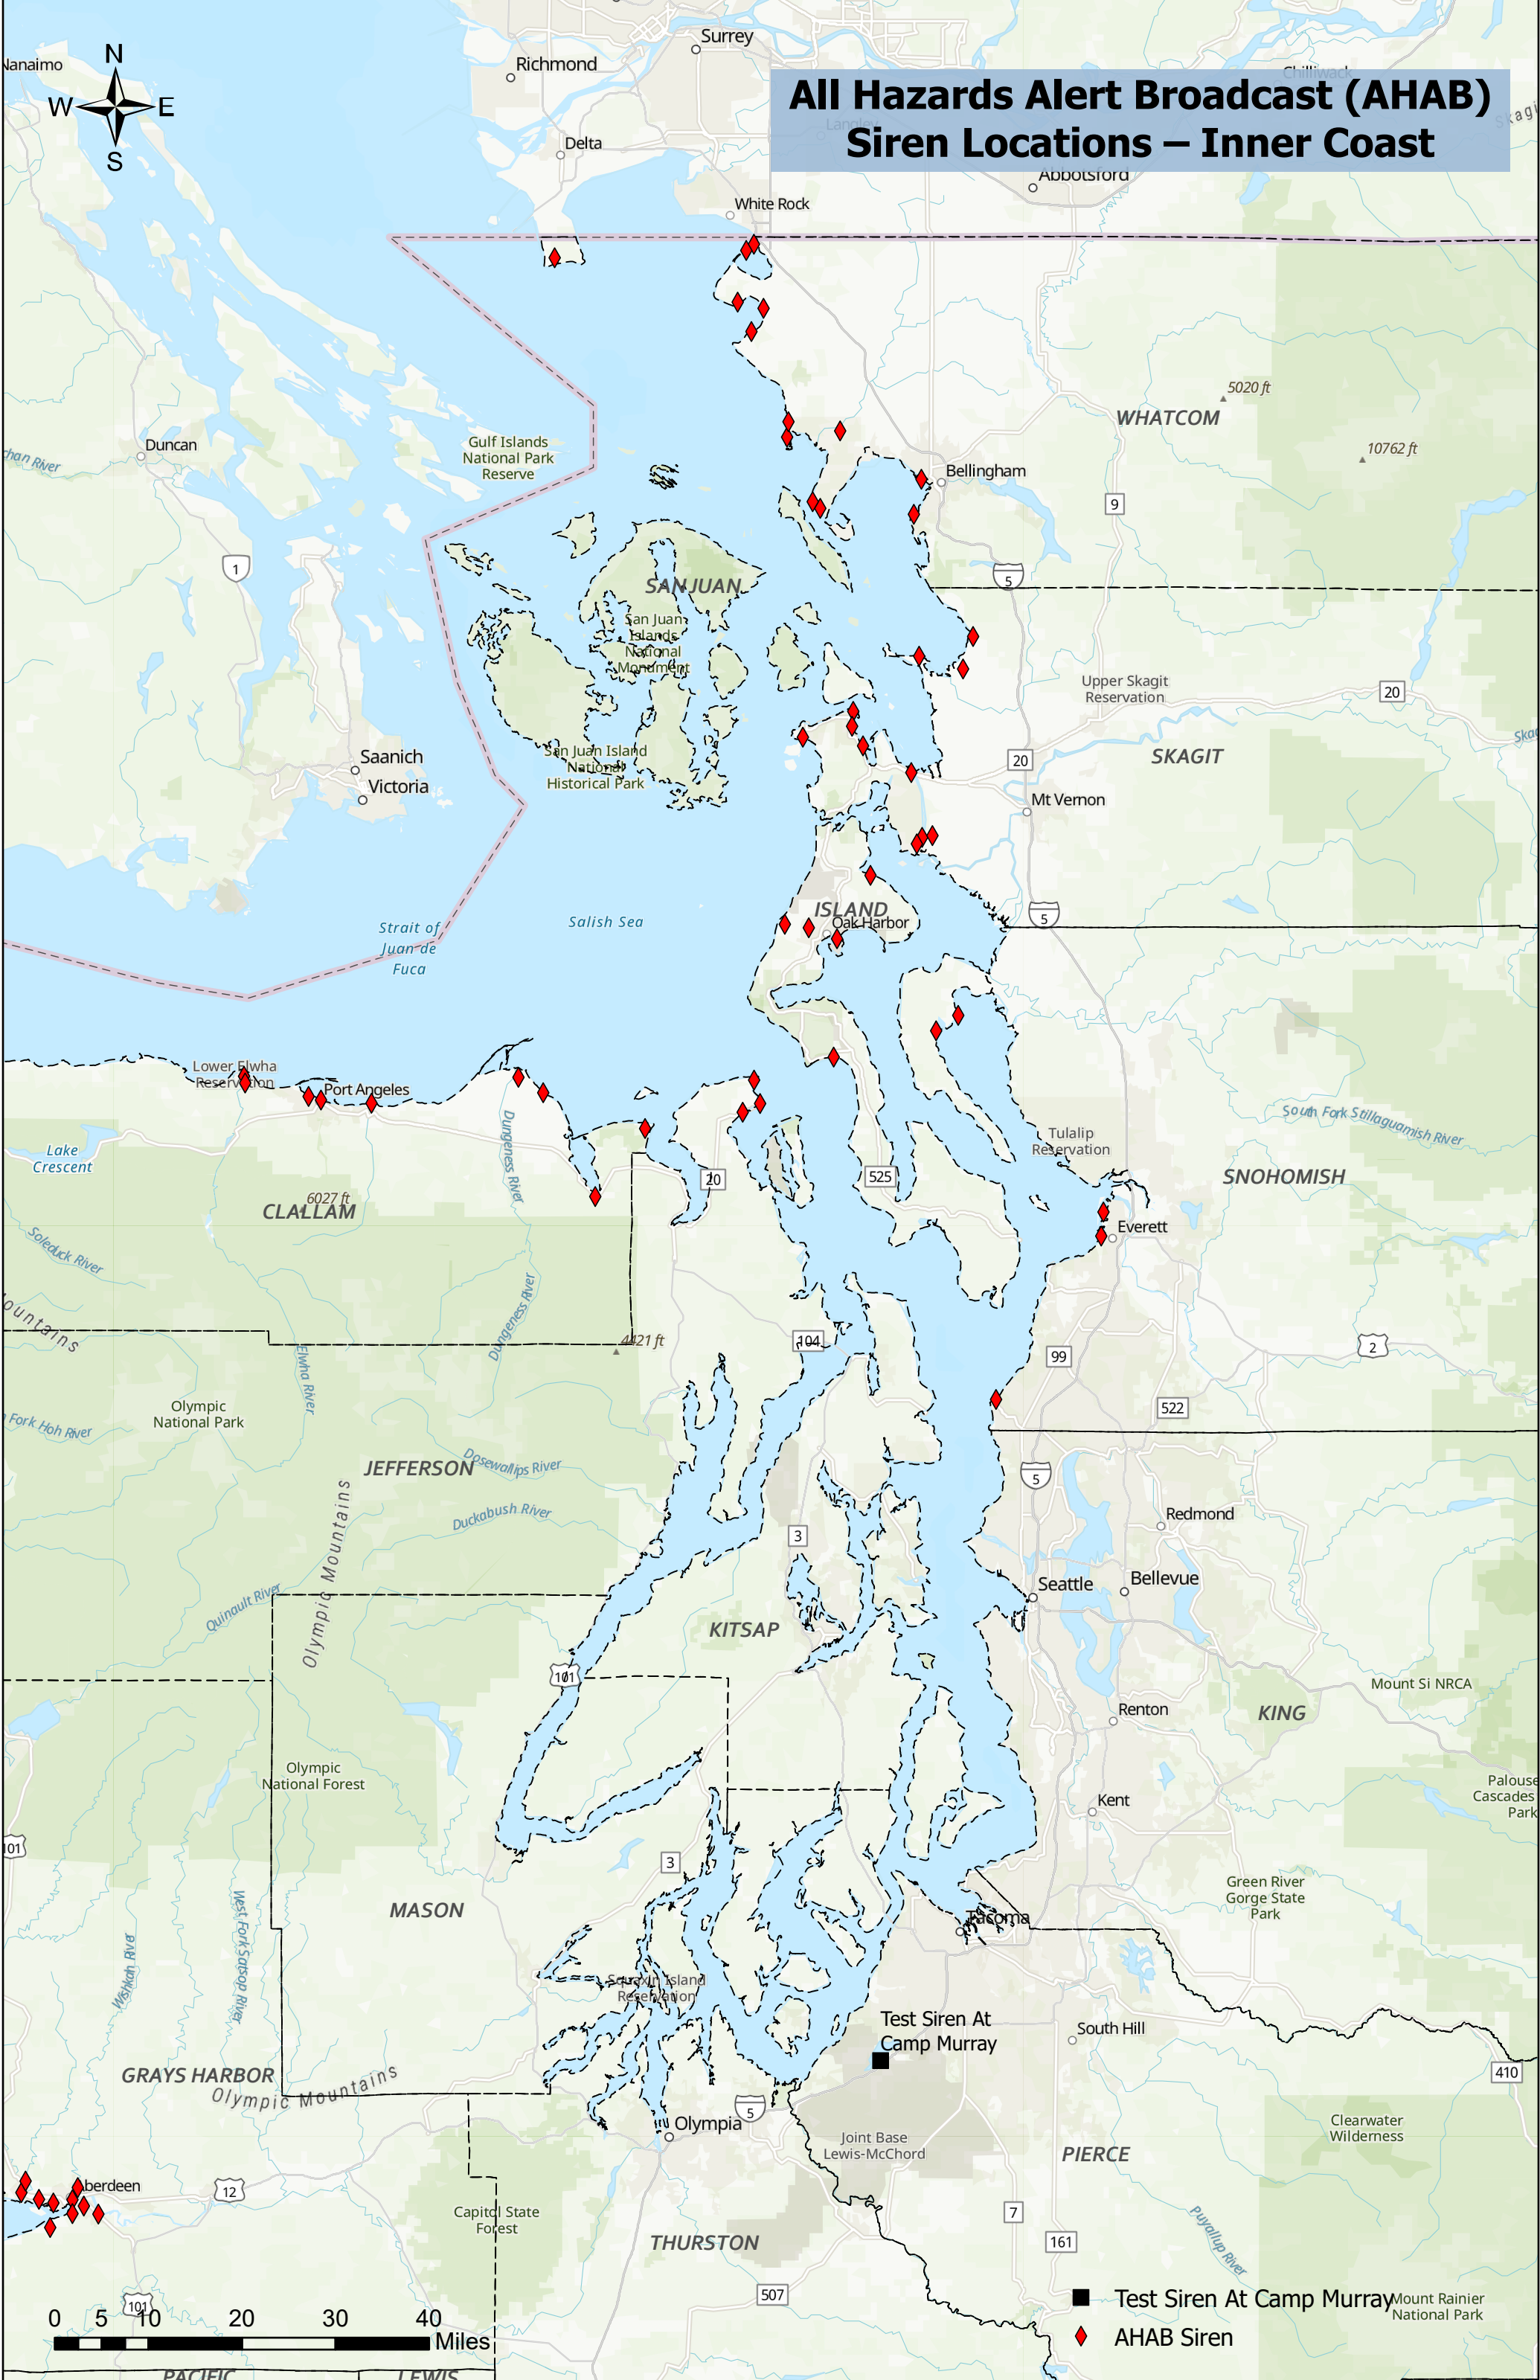 Surrey
Nanaimo
Richmond
N
W
E
S
Chilliwack
All Hazards Alert Broadcast (AHAB)
Siren Locations – Inner Coast
Langley
Delta
Abbotsford
White Rock
5020 ft
WHATCOM
10762 ft
Duncan
Gulf Islands
National Park
Reserve
Bellingham
9
1
5
SAN JUAN
San Juan
Islands
National
Monument
Upper Skagit
Reservation
20
San Juan Island
National
Historical Park
Saanich
Victoria
SKAGIT
20
Mt Vernon
ISLAND
Oak Harbor
5
Strait of
Juan de
Fuca
Salish Sea
Lower Elwha
Reservation
Port Angeles
Lake
Crescent
Dungeness River
20
525
Tulalip
Reservation
South Fork Stillaguamish River
SNOHOMISH
6027 ft
CLALLAM
Everett
Soleduck River
Dungeness River
4421 ft
104
99
2
Elwha River
522
Olympic
National Park
Fork Hoh River
JEFFERSON
Dosewallips River
5
Duckabush River
Redmond
3
Olympic Mountains
Seattle
Bellevue
Quinault River
KITSAP
101
Mount Si NRCA
Renton
KING
Olympic
National Forest
Kent
Palouse
Cascades
Park
101
3
Green River
Gorge State
Park
MASON
West Fork Satsop River
Tacoma
Squaxin Island
Reservation
Test Siren At
Camp Murray
South Hill
GRAYS HARBOR
Olympic Mountains
410
5
Olympia
Clearwater
Wilderness
Joint Base
Lewis-McChord
PIERCE
Aberdeen
12
Capitol State
Forest
7
161
THURSTON
Puyallup River
507
101
0 5 10 20 30 40
Miles
Test Siren At Camp Murray
AHAB Siren
Mount Rainier
National Park
PACIFIC
LEWIS